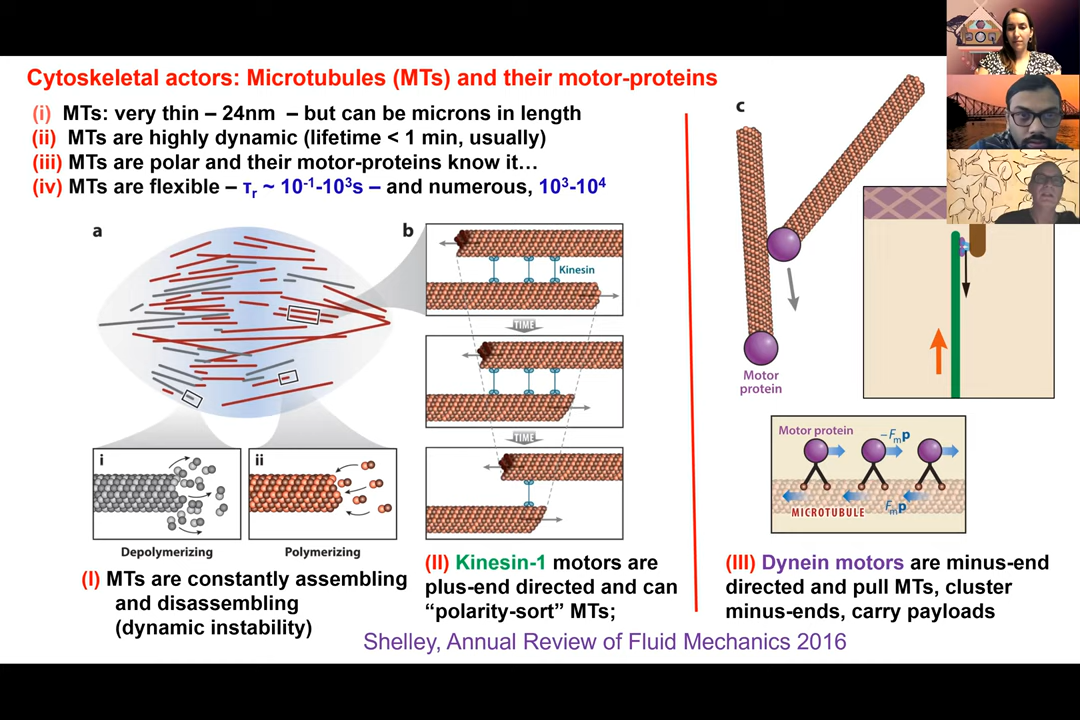 Cytoskeletal actors: Microtubules (MTs) and their motor-proteins
(i) MTs: very thin – 24nm – but can be microns in length
(ii) MTs are highly dynamic (lifetime < 1 min, usually)
(iii) MTs are polar and their motor-proteins know it…
(iv) MTs are flexible – τr ~ 10⁻¹-10³s – and numerous, 10³-10⁴
a
b
Kinesin
TIME
TIME
i
Depolymerizing
ii
Polymerizing
(I) MTs are constantly assembling
and disassembling
(dynamic instability)
(II) Kinesin-1 motors are
plus-end directed and can
“polarity-sort” MTs;
c
Motor
protein
Motor protein
–Fmp
Fmp
MICROTUBULE
(III) Dynein motors are minus-end
directed and pull MTs, cluster
minus-ends, carry payloads
Shelley, Annual Review of Fluid Mechanics 2016